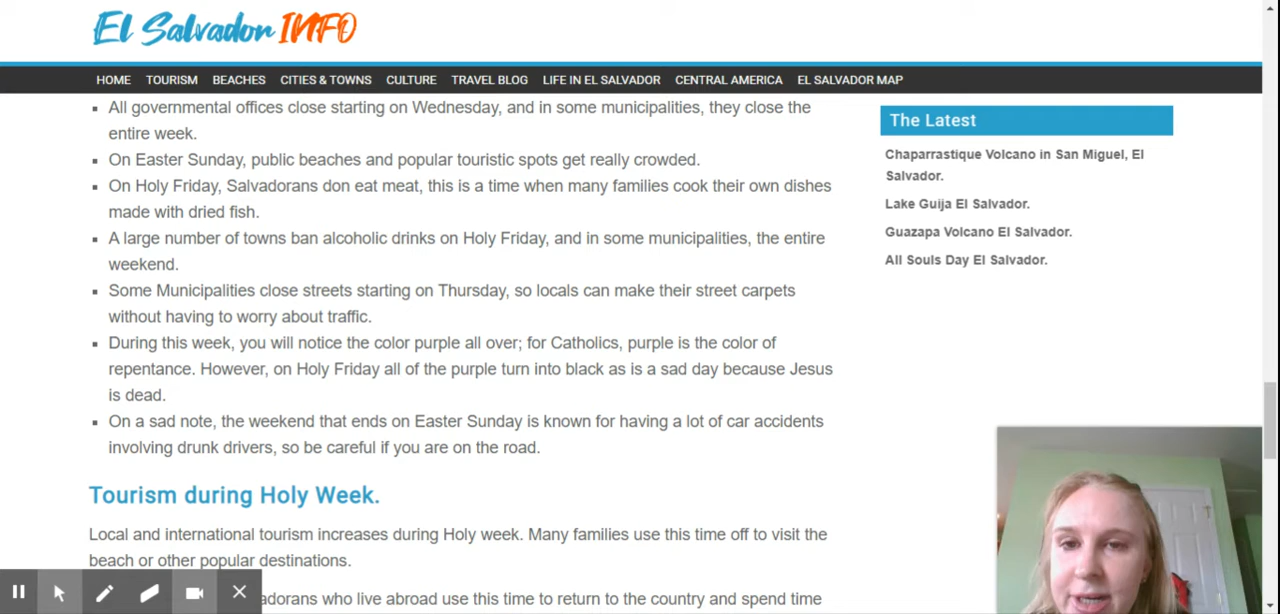 El Salvador INFO
HOME TOURISM BEACHES CITIES & TOWNS CULTURE TRAVEL BLOG LIFE IN EL SALVADOR CENTRAL AMERICA EL SALVADOR MAP
All governmental offices close starting on Wednesday, and in some municipalities, they close the
entire week.
On Easter Sunday, public beaches and popular touristic spots get really crowded.
On Holy Friday, Salvadorans don eat meat, this is a time when many families cook their own dishes
made with dried fish.
A large number of towns ban alcoholic drinks on Holy Friday, and in some municipalities, the entire
weekend.
Some Municipalities close streets starting on Thursday, so locals can make their street carpets
without having to worry about traffic.
During this week, you will notice the color purple all over; for Catholics, purple is the color of
repentance. However, on Holy Friday all of the purple turn into black as is a sad day because Jesus
is dead.
On a sad note, the weekend that ends on Easter Sunday is known for having a lot of car accidents
involving drunk drivers, so be careful if you are on the road.
Tourism during Holy Week.
Local and international tourism increases during Holy week. Many families use this time off to visit the
beach or other popular destinations.
who live abroad use this time to return to the country and spend time
The Latest
Chaparrastique Volcano in San Miguel, El
Salvador.
Lake Guija El Salvador.
Guazapa Volcano El Salvador.
All Souls Day El Salvador.